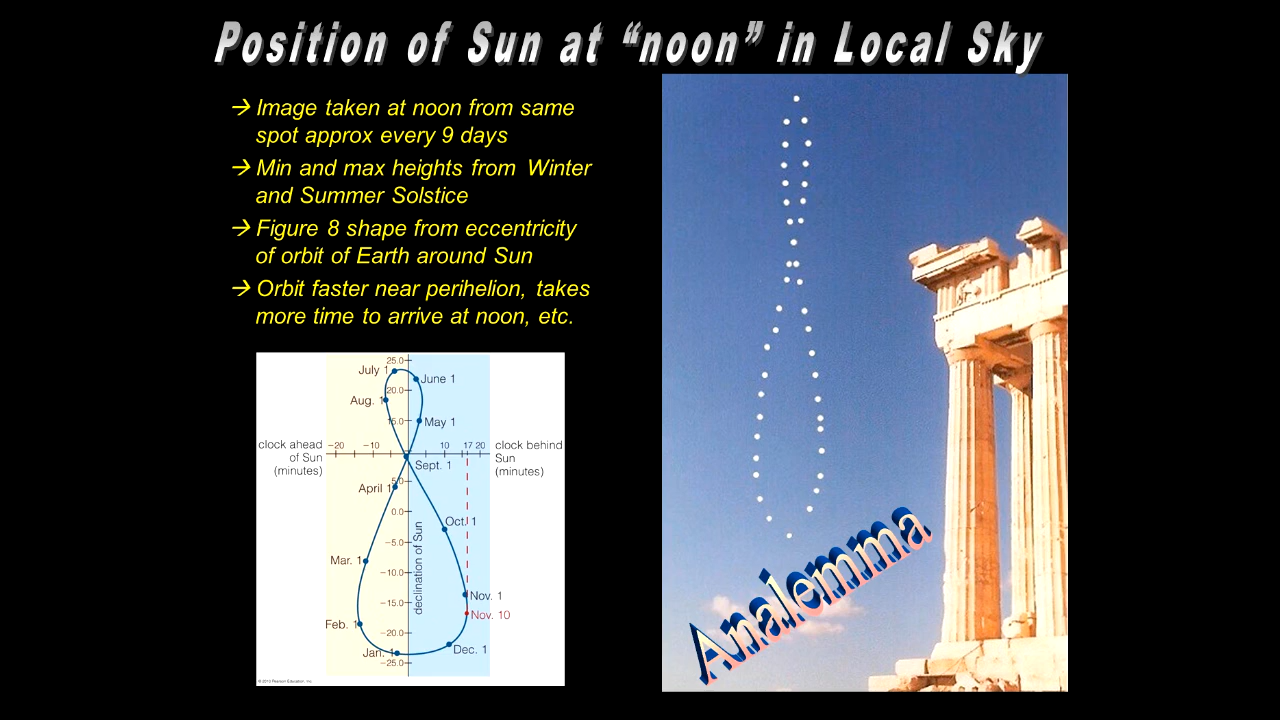 Position of Sun at “noon” in Local Sky
→ Image taken at noon from same
spot approx every 9 days
→ Min and max heights from Winter
and Summer Solstice
→ Figure 8 shape from eccentricity
of orbit of Earth around Sun
→ Orbit faster near perihelion, takes
more time to arrive at noon, etc.
25.0
July 1
June 1
20.0
Aug. 1
15.0
May 1
clock ahead
of Sun
(minutes)
−20 −10 10 17 20
clock behind
Sun
(minutes)
Sept. 1
5.0
April 1
0.0
Oct. 1
declination of Sun
−5.0
Mar. 1
−10.0
−15.0
Nov. 1
Nov. 10
Feb. 1
−20.0
Dec. 1
Jan. 1
−25.0
© 2010 Pearson Education, Inc.
Analemma